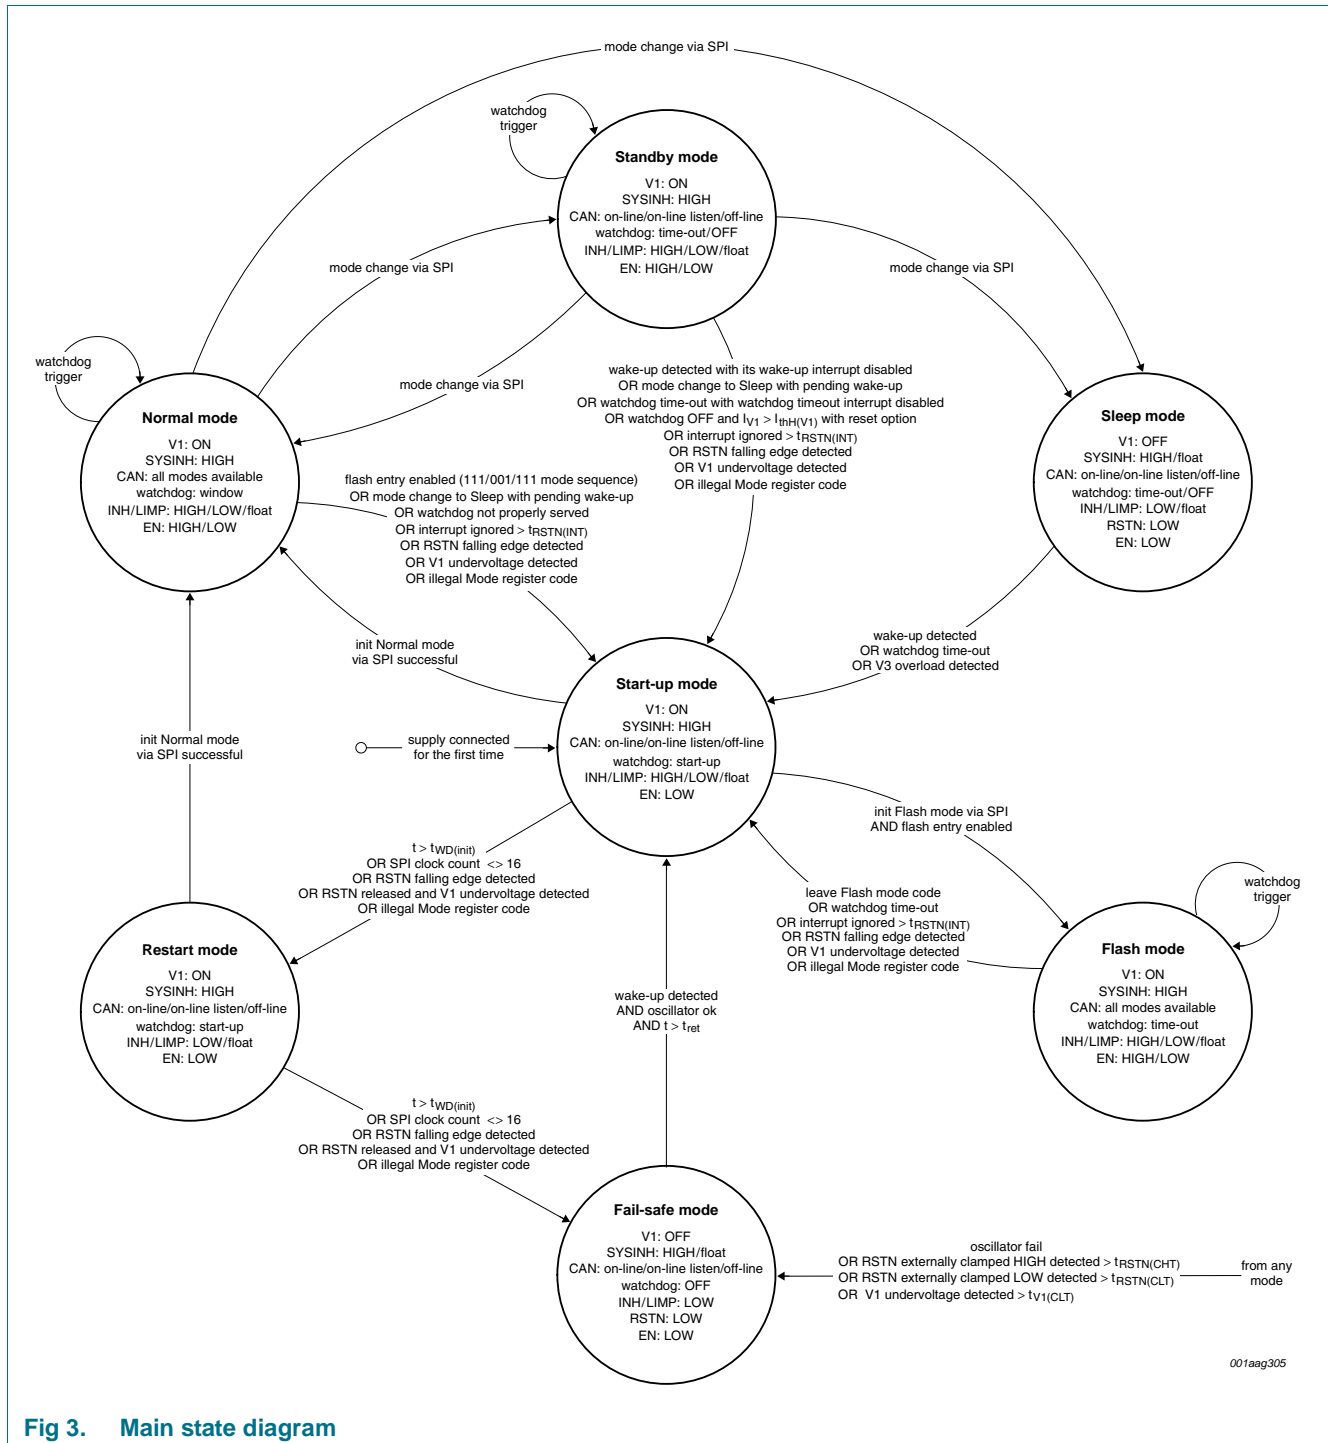 mode change via SPI
watchdog
trigger
Standby mode
V1: ON
SYSINH: HIGH
CAN: on-line/on-line listen/off-line
watchdog: time-out/OFF
INH/LIMP: HIGH/LOW/float
EN: HIGH/LOW
mode change via SPI
mode change via SPI
watchdog
trigger
mode change via SPI
wake-up detected with its wake-up interrupt disabled
OR mode change to Sleep with pending wake-up
OR watchdog time-out with watchdog timeout interrupt disabled
OR watchdog OFF and IV1 > IthH(V1) with reset option
OR interrupt ignored > tRSTN(INT)
OR RSTN falling edge detected
OR V1 undervoltage detected
OR illegal Mode register code
Normal mode
V1: ON
SYSINH: HIGH
CAN: all modes available
watchdog: window
INH/LIMP: HIGH/LOW/float
EN: HIGH/LOW
Sleep mode
V1: OFF
SYSINH: HIGH/float
CAN: on-line/on-line listen/off-line
watchdog: time-out/OFF
INH/LIMP: LOW/float
RSTN: LOW
EN: LOW
flash entry enabled (111/001/111 mode sequence)
OR mode change to Sleep with pending wake-up
OR watchdog not properly served
OR interrupt ignored > tRSTN(INT)
OR RSTN falling edge detected
OR V1 undervoltage detected
OR illegal Mode register code
init Normal mode
via SPI successful
wake-up detected
OR watchdog time-out
OR V3 overload detected
Start-up mode
V1: ON
SYSINH: HIGH
CAN: on-line/on-line listen/off-line
watchdog: start-up
INH/LIMP: HIGH/LOW/float
EN: LOW
supply connected
for the first time
init Normal mode
via SPI successful
init Flash mode via SPI
AND flash entry enabled
t > tWD(init)
OR SPI clock count <> 16
OR RSTN falling edge detected
OR RSTN released and V1 undervoltage detected
OR illegal Mode register code
leave Flash mode code
OR watchdog time-out
OR interrupt ignored > tRSTN(INT)
OR RSTN falling edge detected
OR V1 undervoltage detected
OR illegal Mode register code
watchdog
trigger
Restart mode
V1: ON
SYSINH: HIGH
CAN: on-line/on-line listen/off-line
watchdog: start-up
INH/LIMP: LOW/float
EN: LOW
Flash mode
V1: ON
SYSINH: HIGH
CAN: all modes available
watchdog: time-out
INH/LIMP: HIGH/LOW/float
EN: HIGH/LOW
wake-up detected
AND oscillator ok
AND t > tret
t > tWD(init)
OR SPI clock count <> 16
OR RSTN falling edge detected
OR RSTN released and V1 undervoltage detected
OR illegal Mode register code
Fail-safe mode
V1: OFF
SYSINH: HIGH/float
CAN: on-line/on-line listen/off-line
watchdog: OFF
INH/LIMP: LOW
RSTN: LOW
EN: LOW
oscillator fail
OR RSTN externally clamped HIGH detected > tRSTN(CHT)
OR RSTN externally clamped LOW detected > tRSTN(CLT)
OR V1 undervoltage detected > tV1(CLT)
from any
mode
001aag305
Fig 3. Main state diagram